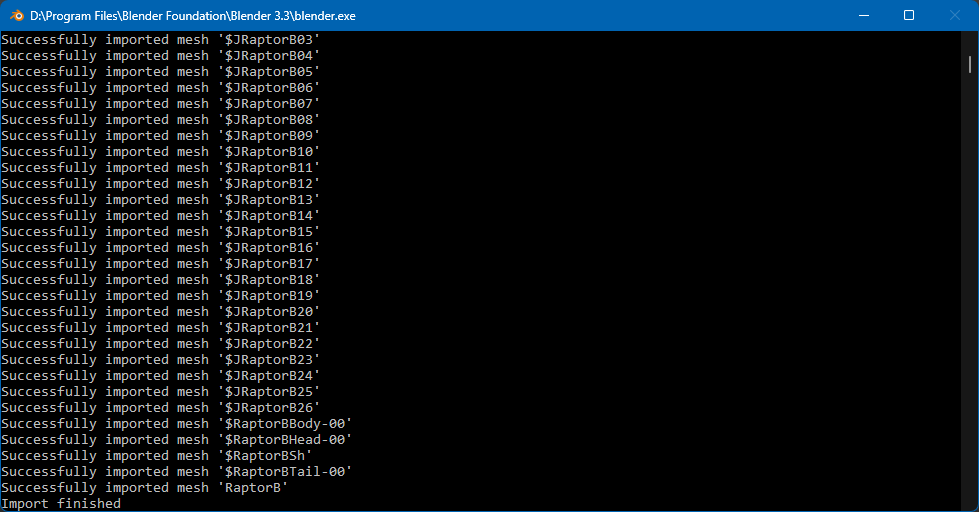 D:\Program Files\Blender Foundation\Blender 3.3\blender.exe
Successfully imported mesh '$JRaptorB03'
Successfully imported mesh '$JRaptorB04'
Successfully imported mesh '$JRaptorB05'
Successfully imported mesh '$JRaptorB06'
Successfully imported mesh '$JRaptorB07'
Successfully imported mesh '$JRaptorB08'
Successfully imported mesh '$JRaptorB09'
Successfully imported mesh '$JRaptorB10'
Successfully imported mesh '$JRaptorB11'
Successfully imported mesh '$JRaptorB12'
Successfully imported mesh '$JRaptorB13'
Successfully imported mesh '$JRaptorB14'
Successfully imported mesh '$JRaptorB15'
Successfully imported mesh '$JRaptorB16'
Successfully imported mesh '$JRaptorB17'
Successfully imported mesh '$JRaptorB18'
Successfully imported mesh '$JRaptorB19'
Successfully imported mesh '$JRaptorB20'
Successfully imported mesh '$JRaptorB21'
Successfully imported mesh '$JRaptorB22'
Successfully imported mesh '$JRaptorB23'
Successfully imported mesh '$JRaptorB24'
Successfully imported mesh '$JRaptorB25'
Successfully imported mesh '$JRaptorB26'
Successfully imported mesh '$RaptorBBody-00'
Successfully imported mesh '$RaptorBHead-00'
Successfully imported mesh '$RaptorBSh'
Successfully imported mesh '$RaptorBTail-00'
Successfully imported mesh 'RaptorB'
Import finished